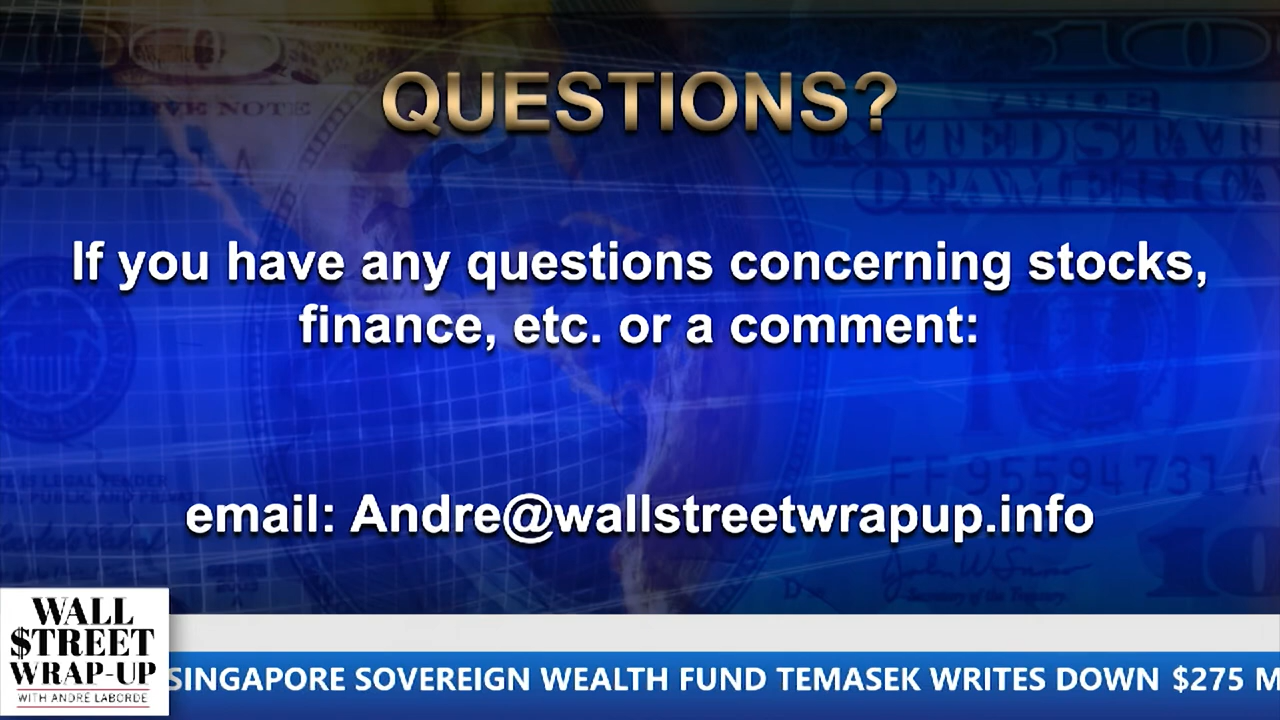 QUESTIONS?
If you have any questions concerning stocks,
finance, etc. or a comment:
email: Andre@wallstreetwrapup.info
WALL
$TREET
WRAP-UP
WITH ANDRÉ LABORDE
SINGAPORE SOVEREIGN WEALTH FUND TEMASEK WRITES DOWN $275 M